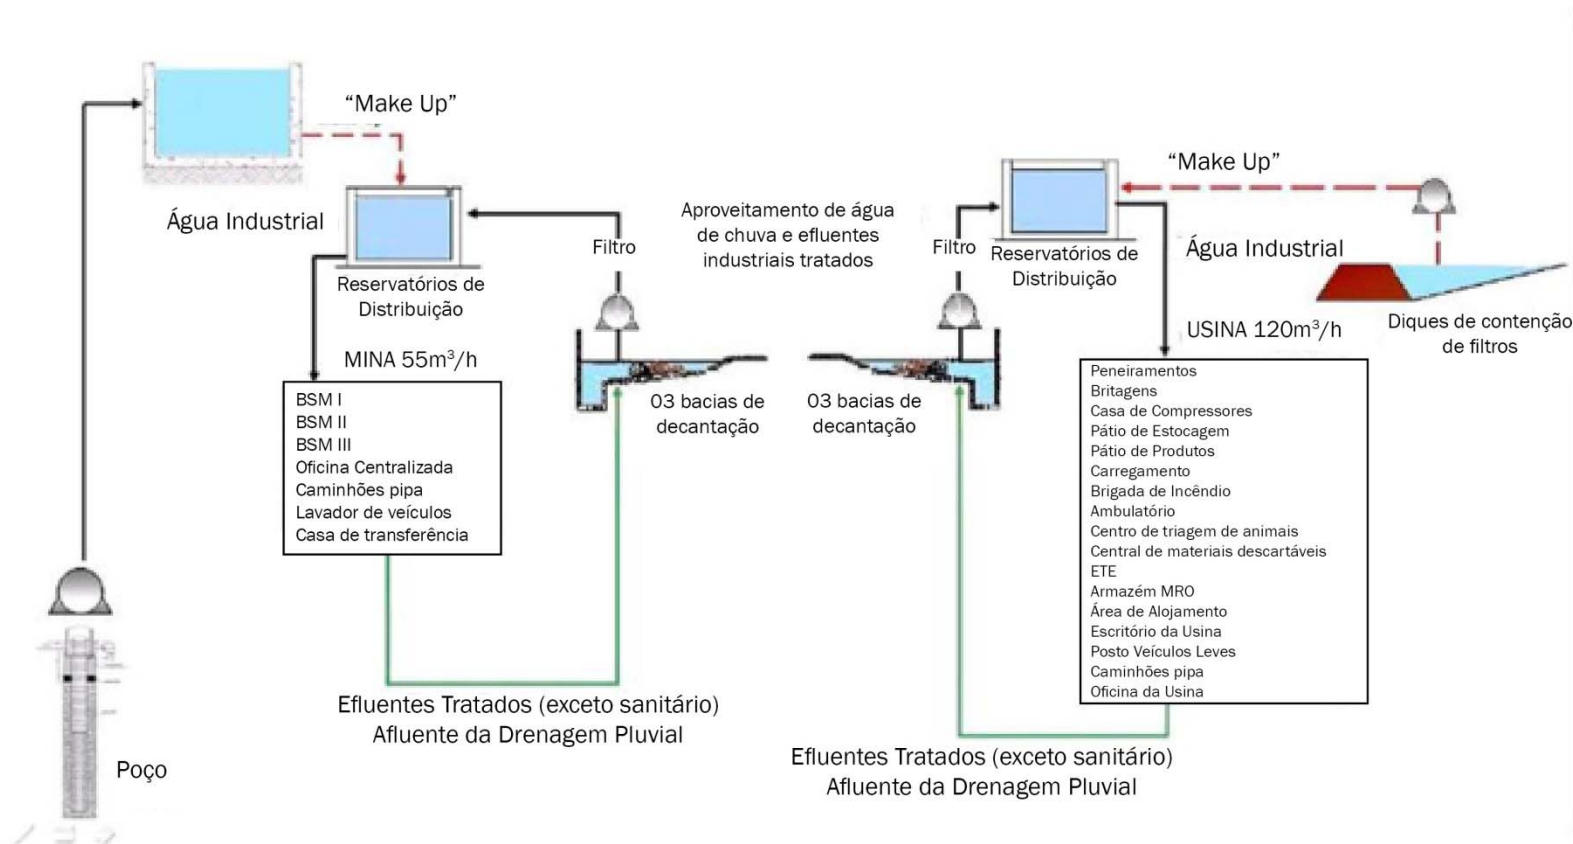 “Make Up”
Água Industrial
Reservatórios de
Distribuição
Filtro
MINA 55m³/h
BSM I
BSM II
BSM III
Oficina Centralizada
Caminhões pipa
Lavador de veículos
Casa de transferência
03 bacias de
decantação
Efluentes Tratados (exceto sanitário)
Afluente da Drenagem Pluvial
Poço
Aproveitamento de água
de chuva e efluentes
industriais tratados
“Make Up”
Filtro
Reservatórios de
Distribuição
Água Industrial
USINA 120m³/h
Diques de contenção
de filtros
03 bacias de
decantação
Peneiramentos
Britagens
Casa de Compressores
Pátio de Estocagem
Pátio de Produtos
Carregamento
Brigada de Incêndio
Ambulatório
Centro de triagem de animais
Central de materiais descartáveis
ETE
Armazém MRO
Área de Alojamento
Escritório da Usina
Posto Veículos Leves
Caminhões pipa
Oficina da Usina
Efluentes Tratados (exceto sanitário)
Afluente da Drenagem Pluvial